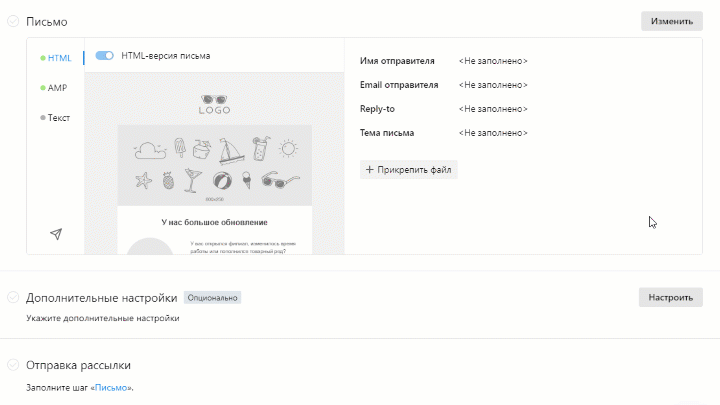 Письмо
Изменить
HTML
AMP
Текст
HTML-версия письма
LOGO
У нас большое обновление
У нас открылся филиал, изменилось время
работы или пополнился товарный ряд?
Имя отправителя <Не заполнено>
Email отправителя <Не заполнено>
Reply-to <Не заполнено>
Тема письма <Не заполнено>
+ Прикрепить файл
Дополнительные настройки Опционально
Настроить
Укажите дополнительные настройки
Отправка рассылки
Заполните шаг «Письмо».